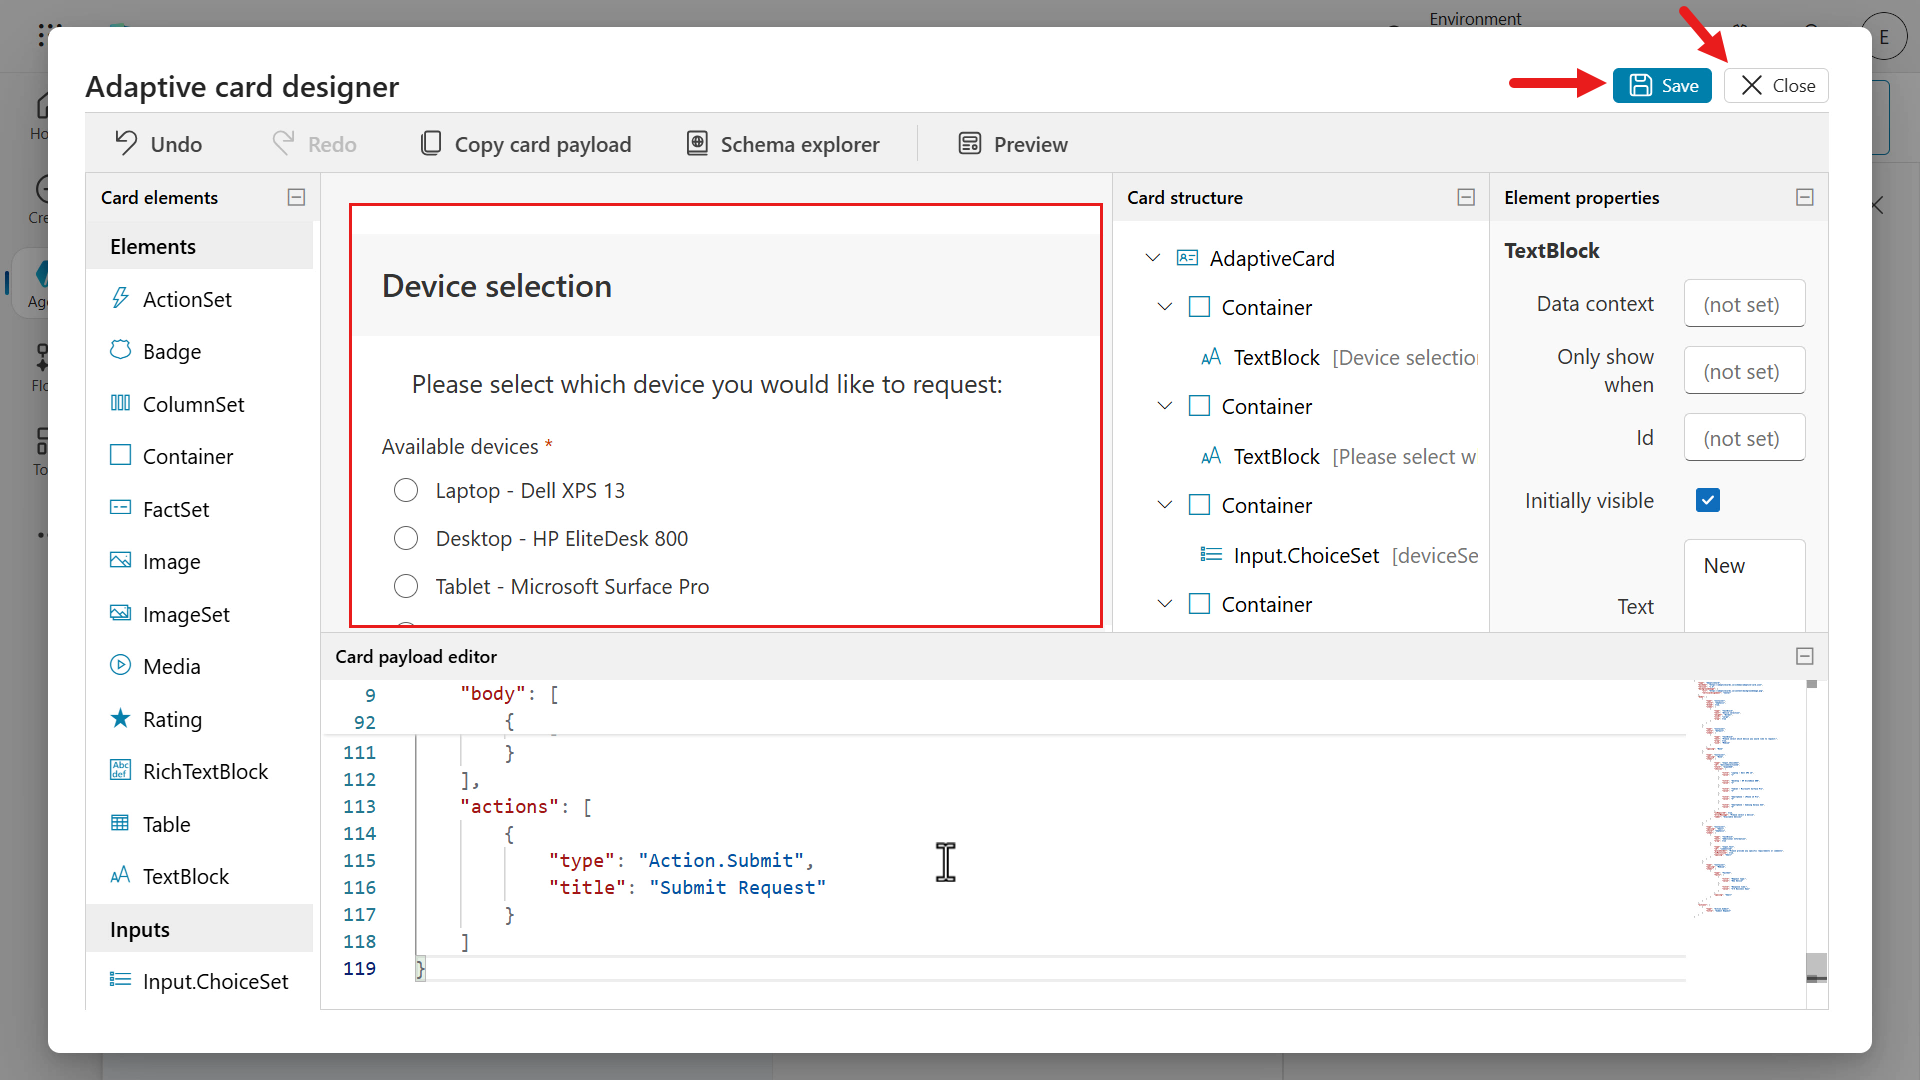 Environment
E
Adaptive card designer
Save
Close
Undo
Redo
Copy card payload
Schema explorer
Preview
Card elements
Elements
ActionSet
Badge
ColumnSet
Container
FactSet
Image
ImageSet
Media
Rating
RichTextBlock
Table
TextBlock
Inputs
Input.ChoiceSet
Device selection
Please select which device you would like to request:
Available devices *
Laptop - Dell XPS 13
Desktop - HP EliteDesk 800
Tablet - Microsoft Surface Pro
Card structure
AdaptiveCard
Container
TextBlock [Device selection
Container
TextBlock [Please select w
Container
Input.ChoiceSet [deviceSe
Container
Element properties
TextBlock
Data context (not set)
Only show when (not set)
Id (not set)
Initially visible
Text New
Card payload editor
9 "body": [
92 {
111 }
112 ],
113 "actions": [
114 {
115 "type": "Action.Submit",
116 "title": "Submit Request"
117 }
118 ]
119 }